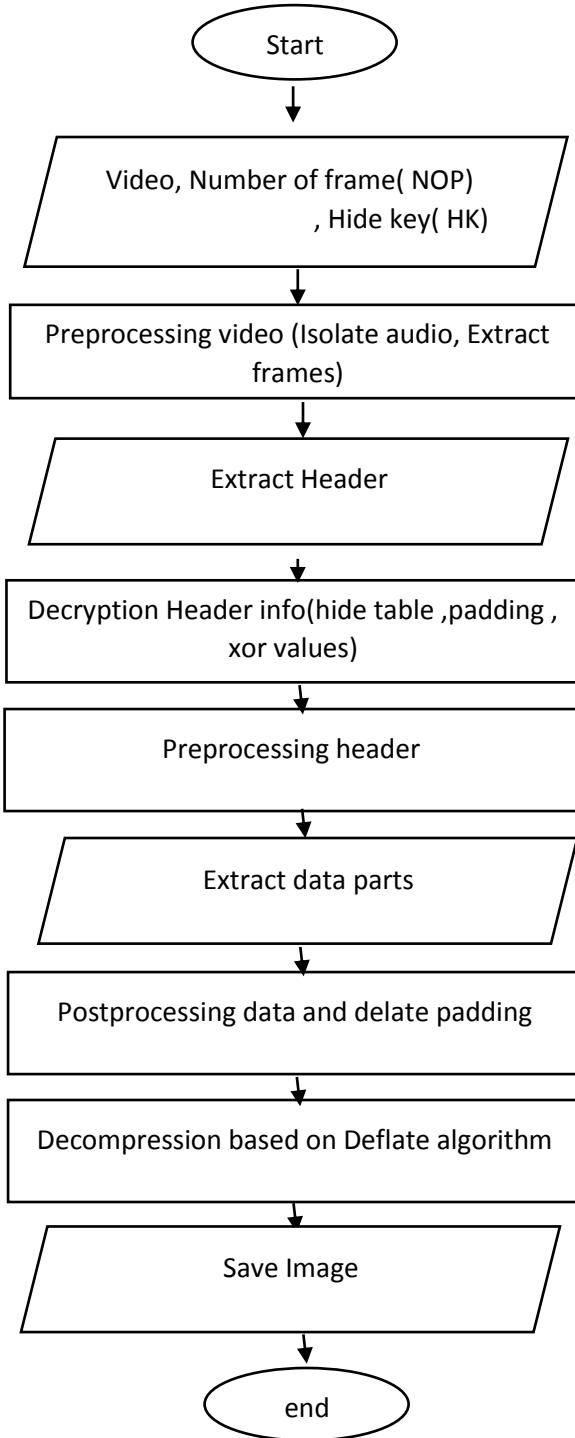 Start
Video, Number of frame( NOP)
, Hide key( HK)
Preprocessing video (Isolate audio, Extract
frames)
Extract Header
Decryption Header info(hide table ,padding ,
xor values)
Preprocessing header
Extract data parts
Postprocessing data and delate padding
Decompression based on Deflate algorithm
Save Image
end